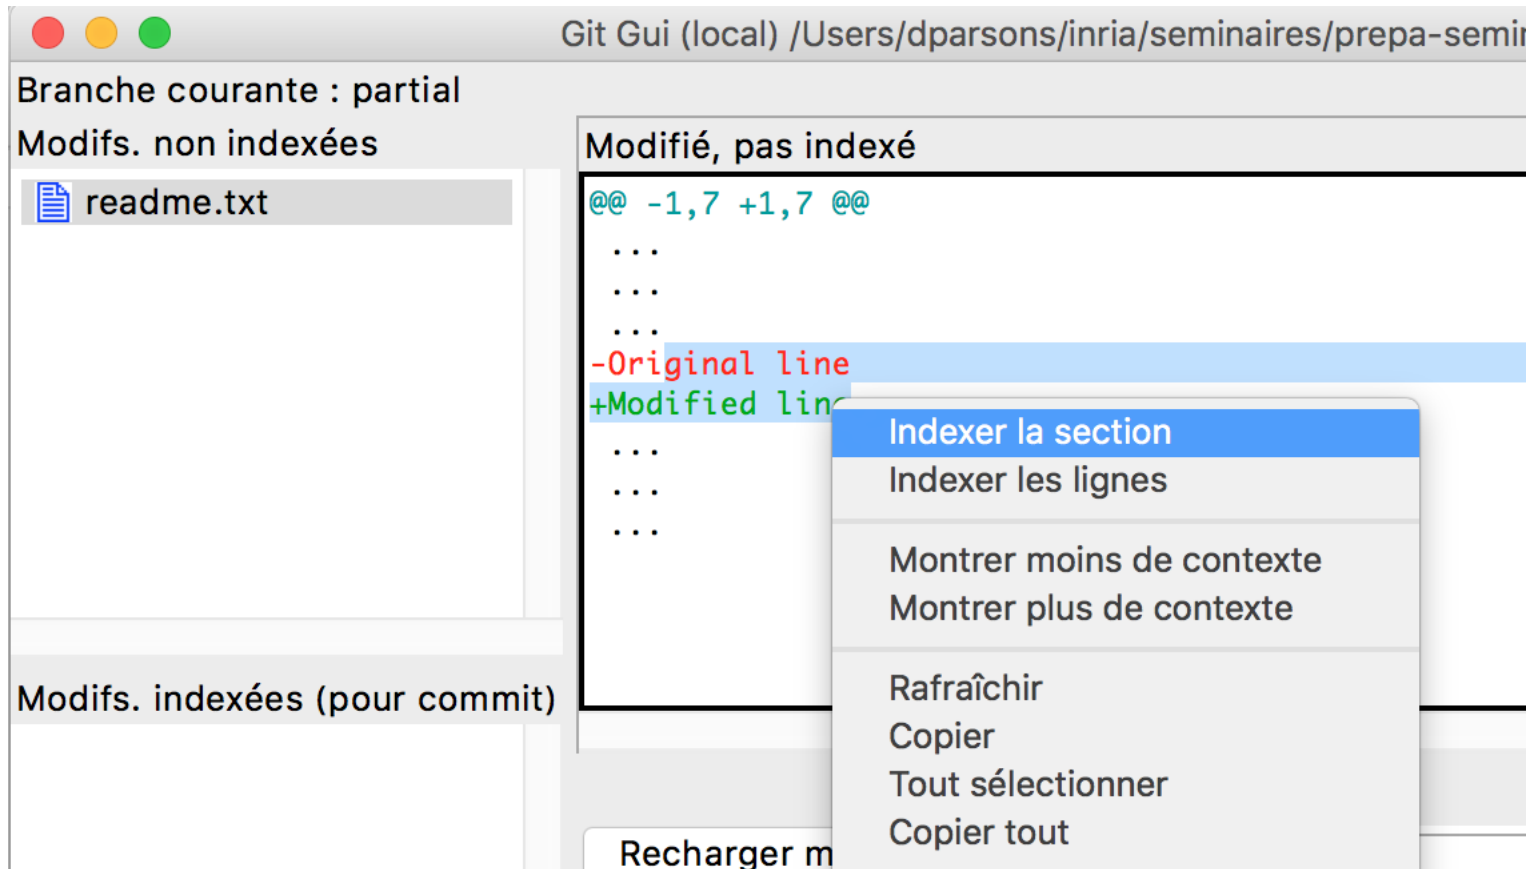 Git Gui (local) /Users/dparsons/inria/seminaires/prepa-semi
Branche courante : partial
Modifs. non indexées
readme.txt
Modifié, pas indexé
@@ -1,7 +1,7 @@
...
...
...
-Original line
+Modified line
...
...
...
Indexer la section
Indexer les lignes
Montrer moins de contexte
Montrer plus de contexte
Rafraîchir
Copier
Tout sélectionner
Copier tout
Modifs. indexées (pour commit)
Recharger m